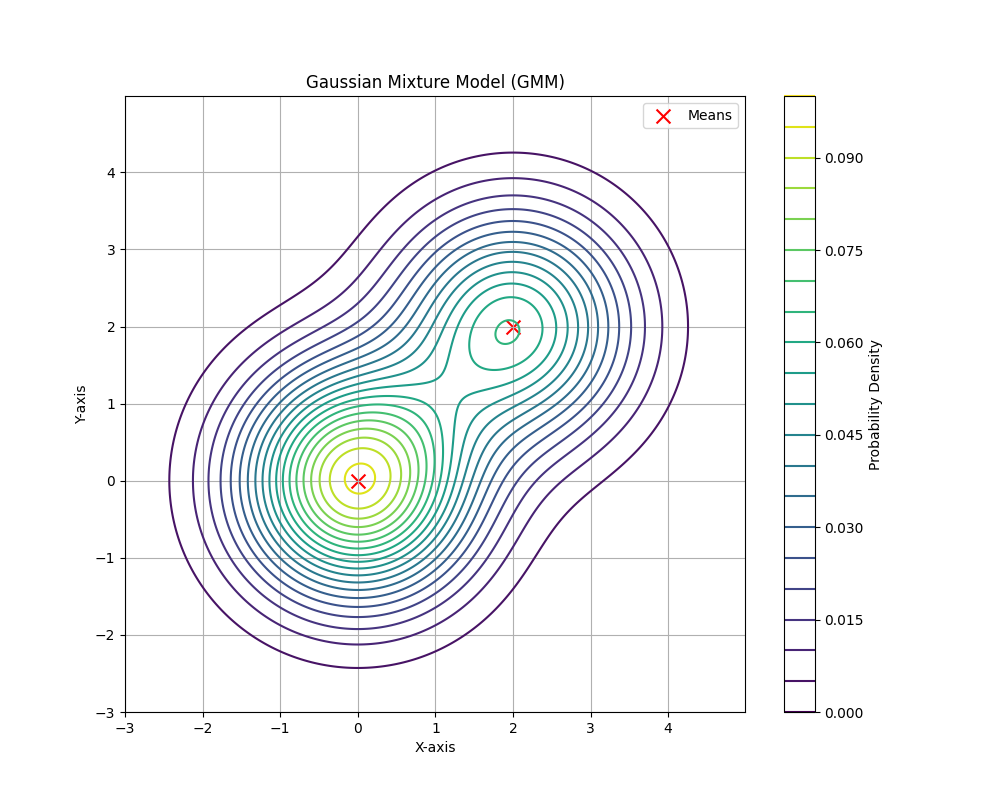 Gaussian Mixture Model (GMM)
Means
Y-axis
4
3
2
1
0
−1
−2
−3
−3 −2 −1 0 1 2 3 4
X-axis
0.090
0.075
0.060
0.045
0.030
0.015
0.000
Probability Density